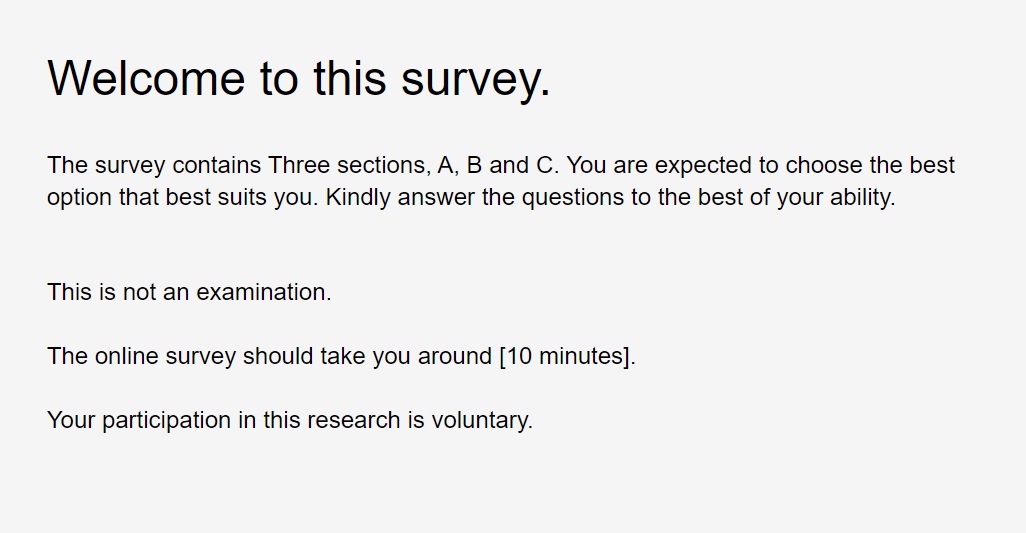 Welcome to this survey.
The survey contains Three sections, A, B and C. You are expected to choose the best
option that best suits you. Kindly answer the questions to the best of your ability.
This is not an examination.
The online survey should take you around [10 minutes].
Your participation in this research is voluntary.